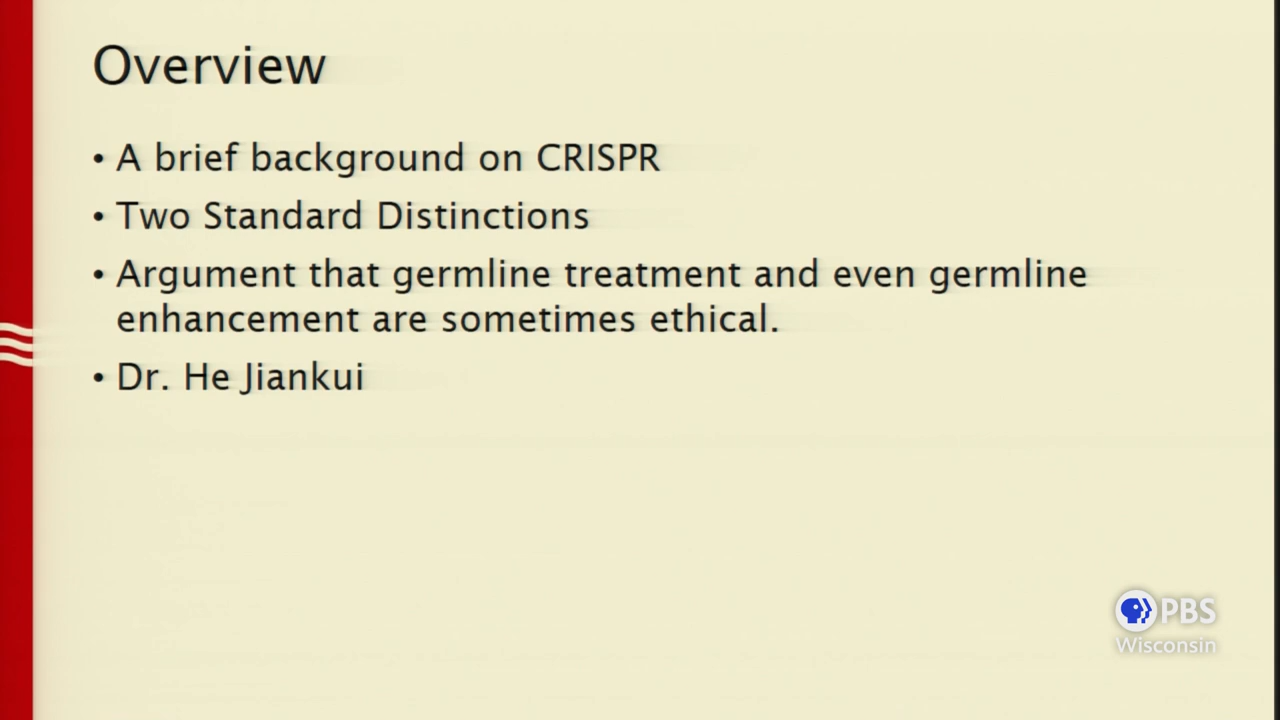 Overview
• A brief background on CRISPR
• Two Standard Distinctions
• Argument that germline treatment and even germline
enhancement are sometimes ethical.
• Dr. He Jiankui
PBS
Wisconsin